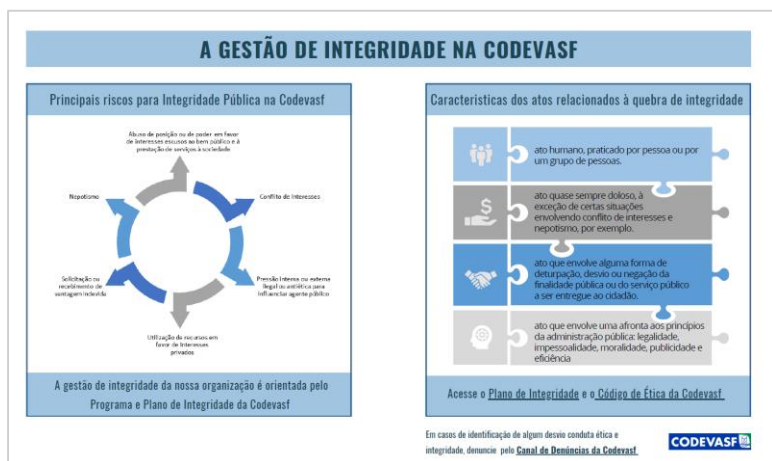 A GESTÃO DE INTEGRIDADE NA CODEVASF
Principais riscos para Integridade Pública na Codevasf
Abuso de posição ou de poder em favor
de interesses escusos ao bem público e à
prestação de serviços à sociedade
Conflito de Interesses
Pressão interna ou externa
ilegal ou antiética para
influenciar agente público
Utilização de recursos em
favor de interesses
privados
Solicitação ou
recebimento de
vantagem indevida
Nepotismo
A gestão de integridade da nossa organização é orientada pelo
Programa e Plano de Integridade da Codevasf
Caracteristicas dos atos relacionados à quebra de integridade
ato humano, praticado por pessoa ou por
um grupo de pessoas.
ato quase sempre doloso, à
exceção de certas situações
envolvendo conflito de interesses e
nepotismo, por exemplo.
ato que envolve alguma forma de
deturpação, desvio ou negação da
finalidade pública ou do serviço público
a ser entregue ao cidadão.
ato que envolve uma afronta aos princípios
da administração pública: legalidade,
impessoalidade, moralidade, publicidade e
eficiência
Acesse o Plano de Integridade e o Código de Ética da Codevasf
Em casos de identificação de algum desvio conduta ética e
integridade, denuncie pelo Canal de Denúncias da Codevasf
CODEVASF